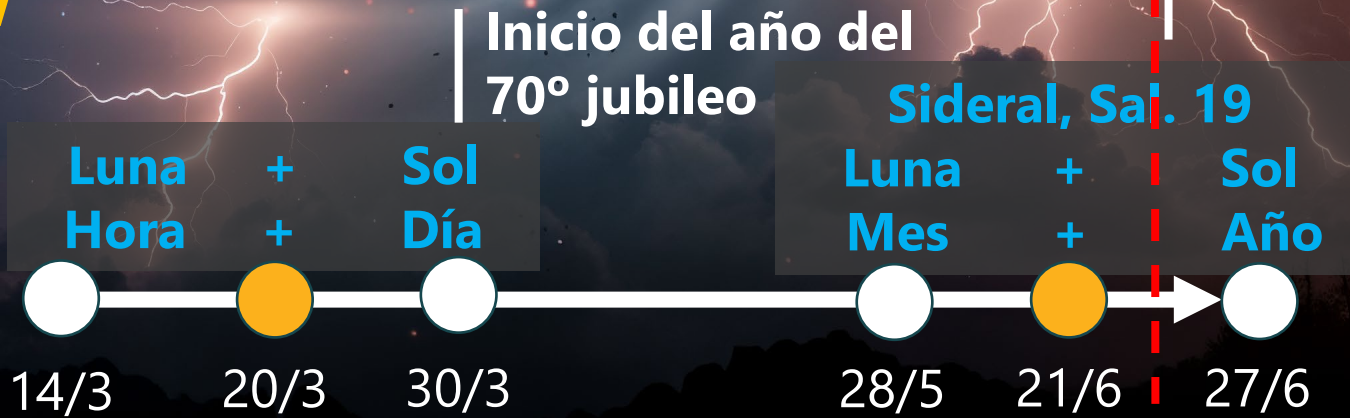 Inicio del año del
70º jubileo
Sideral, Sal. 19
Luna + Sol
Hora + Día
Luna + Sol
Mes + Año
14/3 20/3 30/3 28/5 21/6 27/6